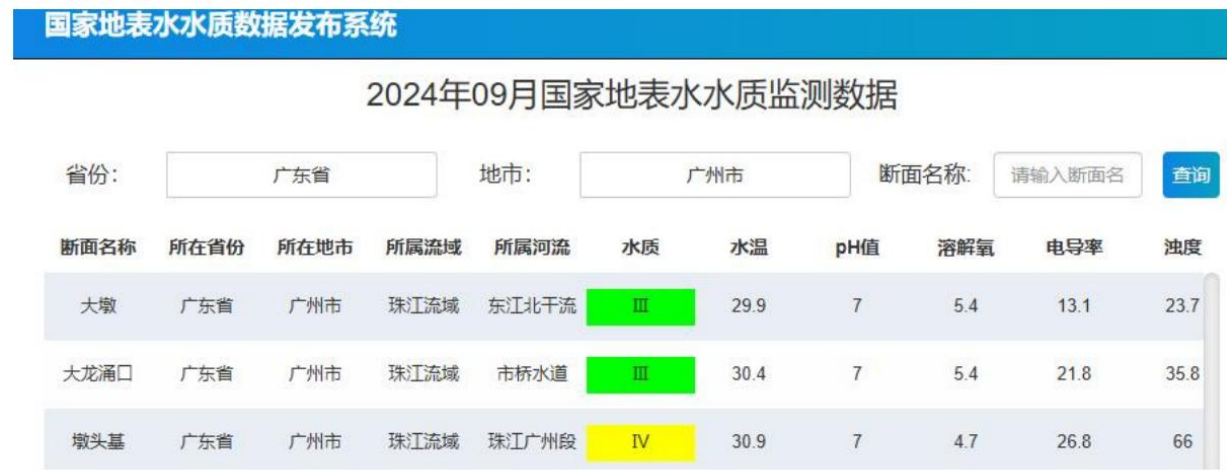 国家地表水水质数据发布系统
2024年09月国家地表水水质监测数据
省份： 广东省 地市： 广州市 断面名称: 请输入断面名 查询
断面名称 所在省份 所在地市 所属流域 所属河流 水质 水温 pH值 溶解氧 电导率 浊度
大墩 广东省 广州市 珠江流域 东江北干流 Ⅲ 29.9 7 5.4 13.1 23.7
大龙涌口 广东省 广州市 珠江流域 市桥水道 Ⅲ 30.4 7 5.4 21.8 35.8
墩头基 广东省 广州市 珠江流域 珠江广州段 Ⅳ 30.9 7 4.7 26.8 66